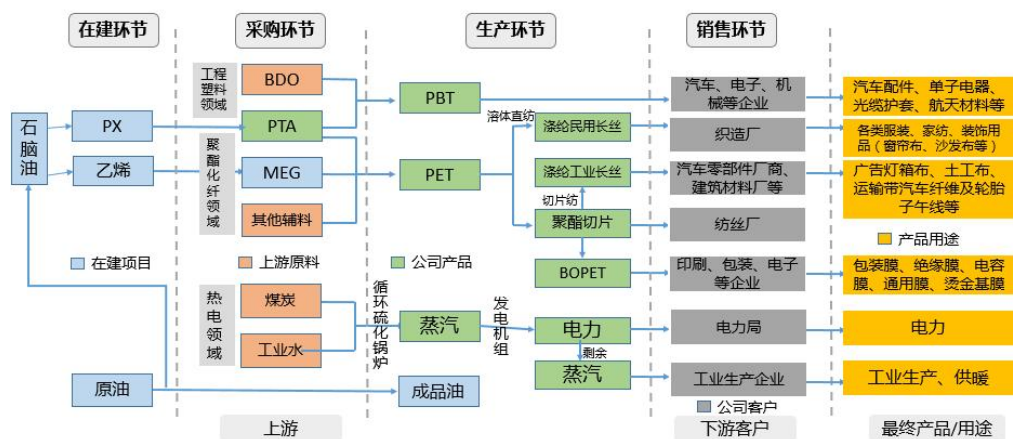 在建环节
采购环节
生产环节
销售环节
工程
塑料
领域
BDO
PBT
汽车、电子、机
械等企业
汽车配件、单子电器、
光缆护套、航天材料等
石
脑
油
PX
PTA
溶体直纺
涤纶民用长丝
织造厂
各类服装、家纺、装饰用
品（窗帘布、沙发布等）
聚
酯
化
纤
领
域
乙烯
MEG
PET
涤纶工业长丝
汽车零部件厂商、
建筑材料厂等
广告灯箱布、土工布、
运输带汽车纤维及轮胎
子午线等
切片纺
其他辅料
聚酯切片
纺丝厂
产品用途
在建项目
上游原料
公司产品
BOPET
印刷、包装、电子
等企业
包装膜、绝缘膜、电容
膜、通用膜、烫金基膜
热
电
领
域
煤炭
工业水
循
环
硫
化
锅
炉
蒸汽
发
电
机
组
电力
电力局
电力
剩余
蒸汽
工业生产企业
工业生产、供暖
原油
成品油
公司客户
上游
下游客户
最终产品/用途